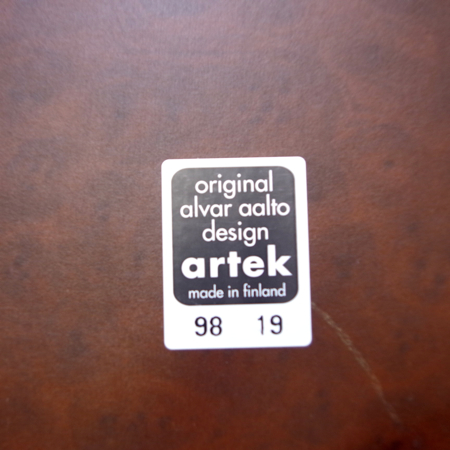 original
alvar aalto
design
artek
made in finland
98 19